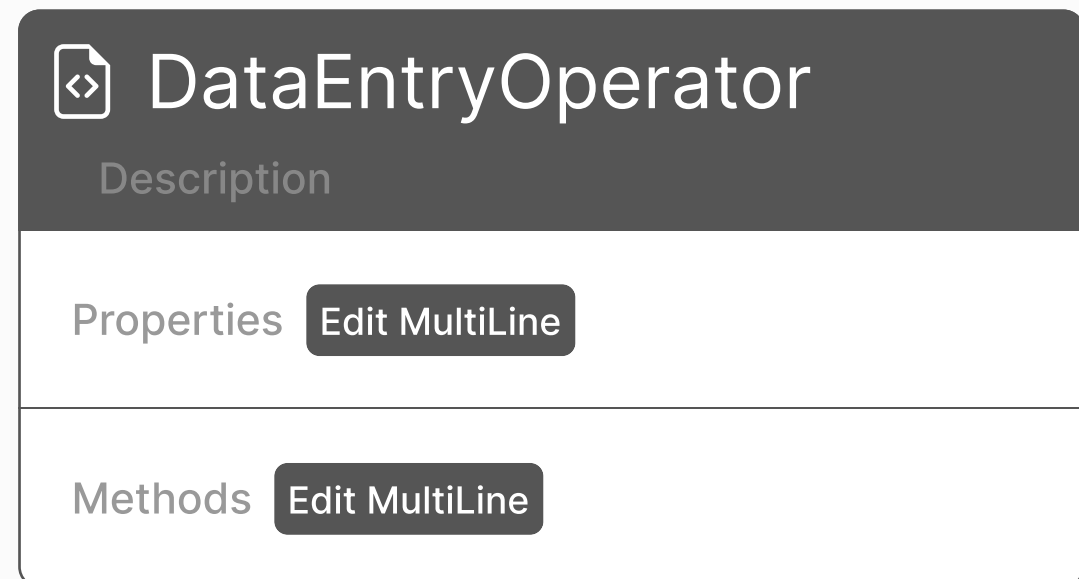 DataEntryOperator
Description
Properties Edit MultiLine
Methods Edit MultiLine